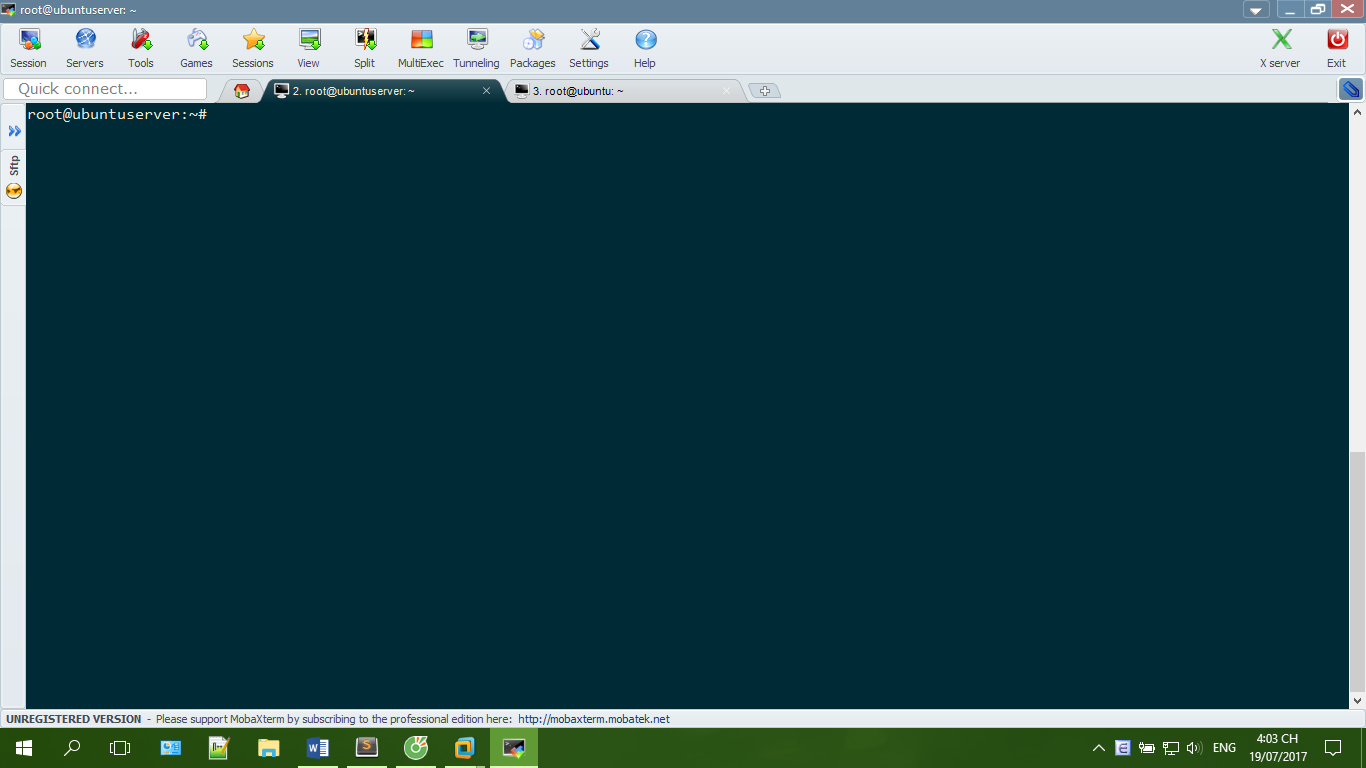 root@ubuntuserver: ~
Session Servers Tools Games Sessions View Split MultiExec Tunneling Packages Settings Help X server Exit
Quick connect... 2. root@ubuntuserver: ~ 3. root@ubuntu: ~
root@ubuntuserver:~#
Sftp
UNREGISTERED VERSION - Please support MobaXterm by subscribing to the professional edition here: http://mobaxterm.mobatek.net
ENG 4:03 CH
19/07/2017